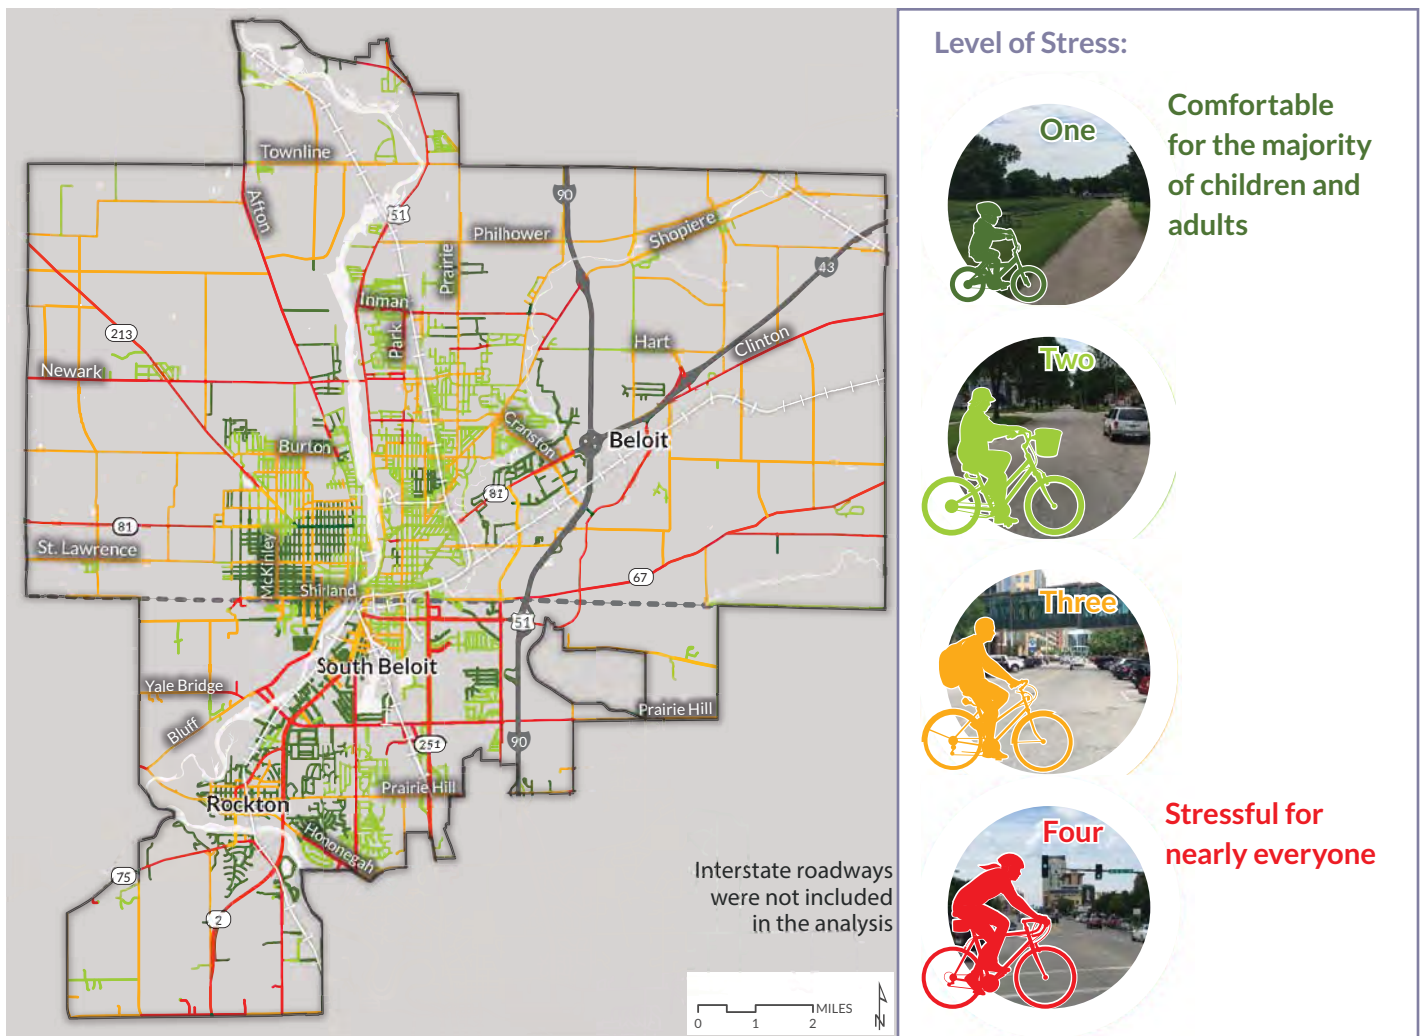 Townline
Afton
51
90
Philhower
Prairie
Shopiere
43
Inman
Park
213
Hart
Clinton
Newark
Cranston
Burton
Beloit
81
81
St. Lawrence
McKinley
Shirland
67
51
South Beloit
Yale Bridge
Prairie Hill
Bluff
251
90
Prairie Hill
Rockton
Hononegah
75
2
Interstate roadways
were not included
in the analysis
MILES
0 1 2
N
Level of Stress:
One
Comfortable
for the majority
of children and
adults
Two
Three
Four
Stressful for
nearly everyone